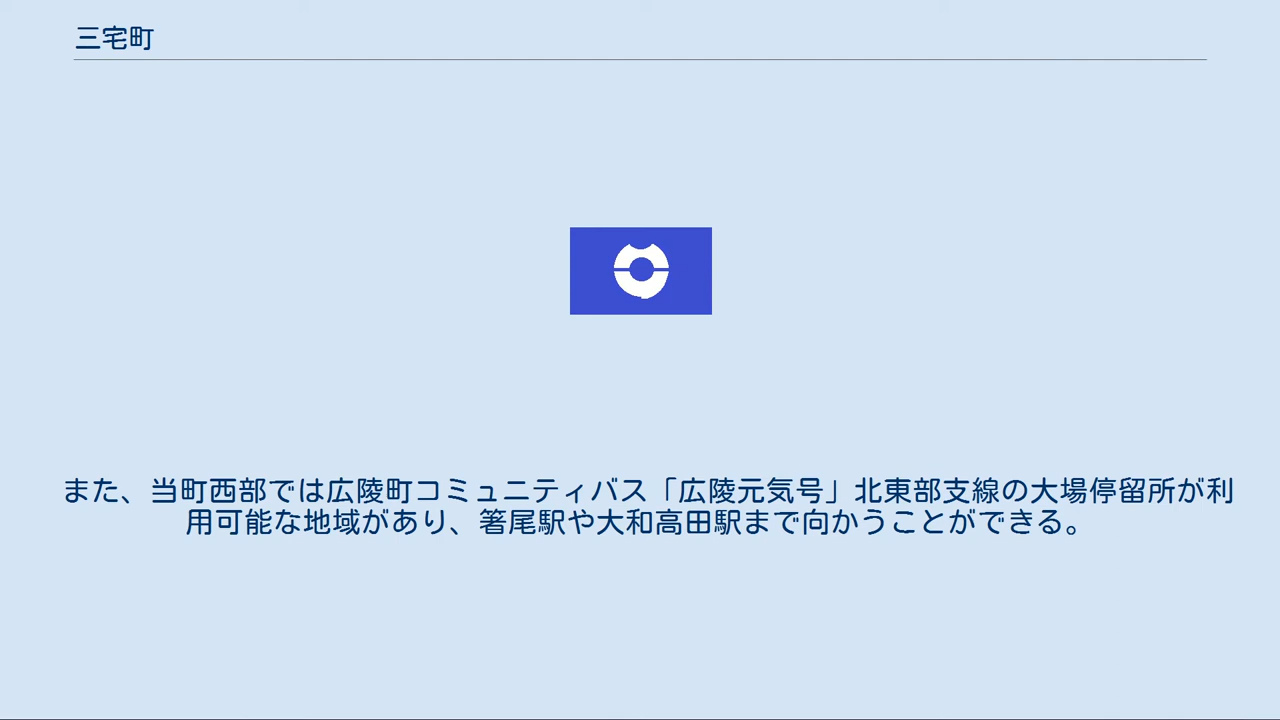 三宅町
また、当町西部では広陵町コミュニティバス「広陵元気号」北東部支線の大場停留所が利
用可能な地域があり、箸尾駅や大和高田駅まで向かうことができる。